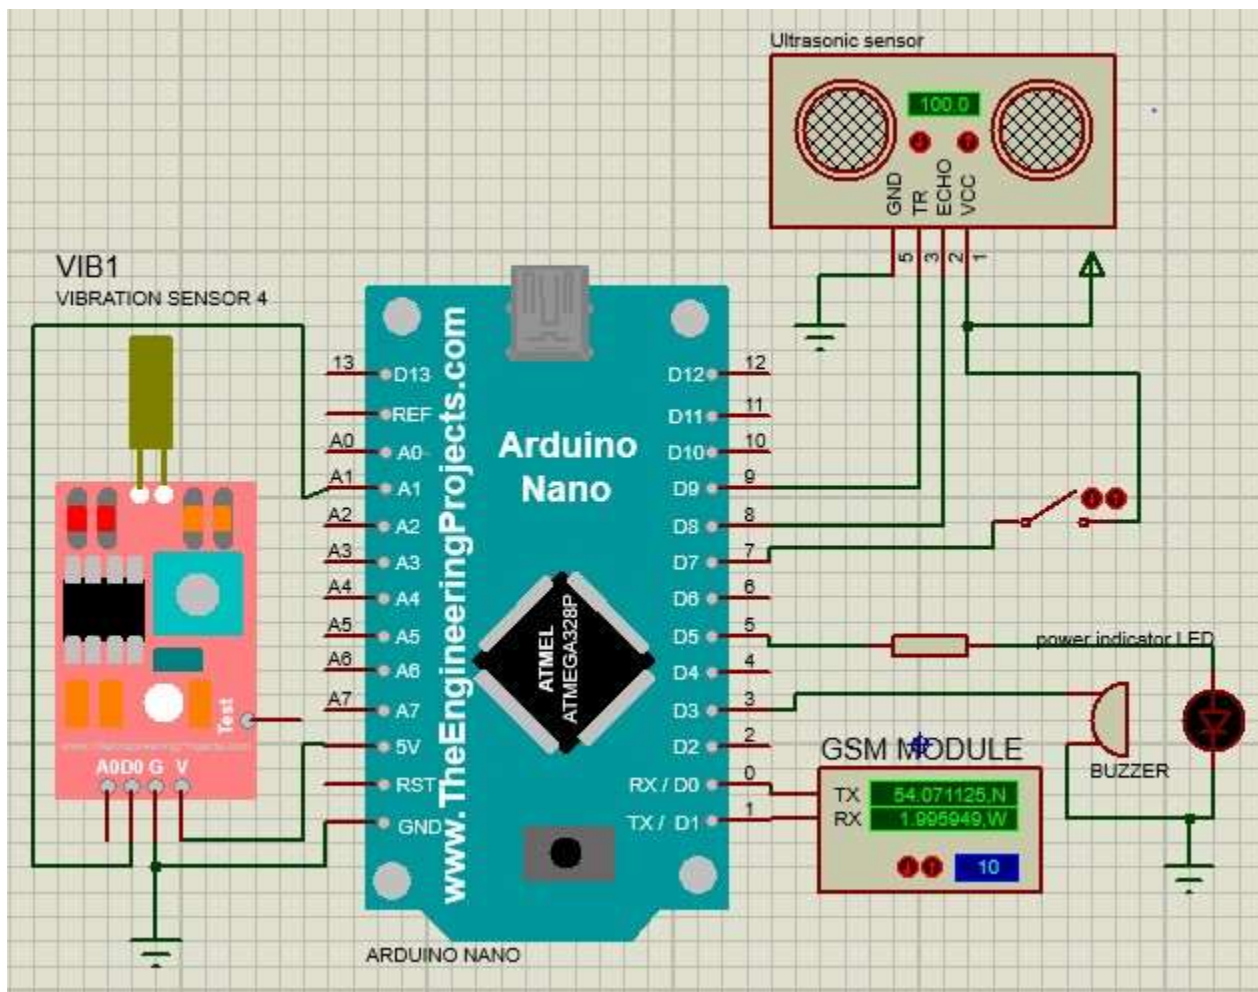 Ultrasonic sensor
100.0
GND
TR
ECHO
VCC
5
3
2
1
VIB1
VIBRATION SENSOR 4
Test
A0 D0 G V
13
A0
A1
A2
A3
A4
A5
A6
A7
D13
REF
A0
A1
A2
A3
A4
A5
A6
A7
5V
RST
GND
www.TheEngineeringProjects.com
Arduino
Nano
ATMEL
ATMEGA328P
D12
D11
D10
D9
D8
D7
D6
D5
D4
D3
D2
RX / D0
TX / D1
12
11
10
9
8
7
6
5
4
3
2
0
1
ARDUINO NANO
power indicator LED
BUZZER
GSM MODULE
TX 54.071125,N
RX 1.995949,W
10